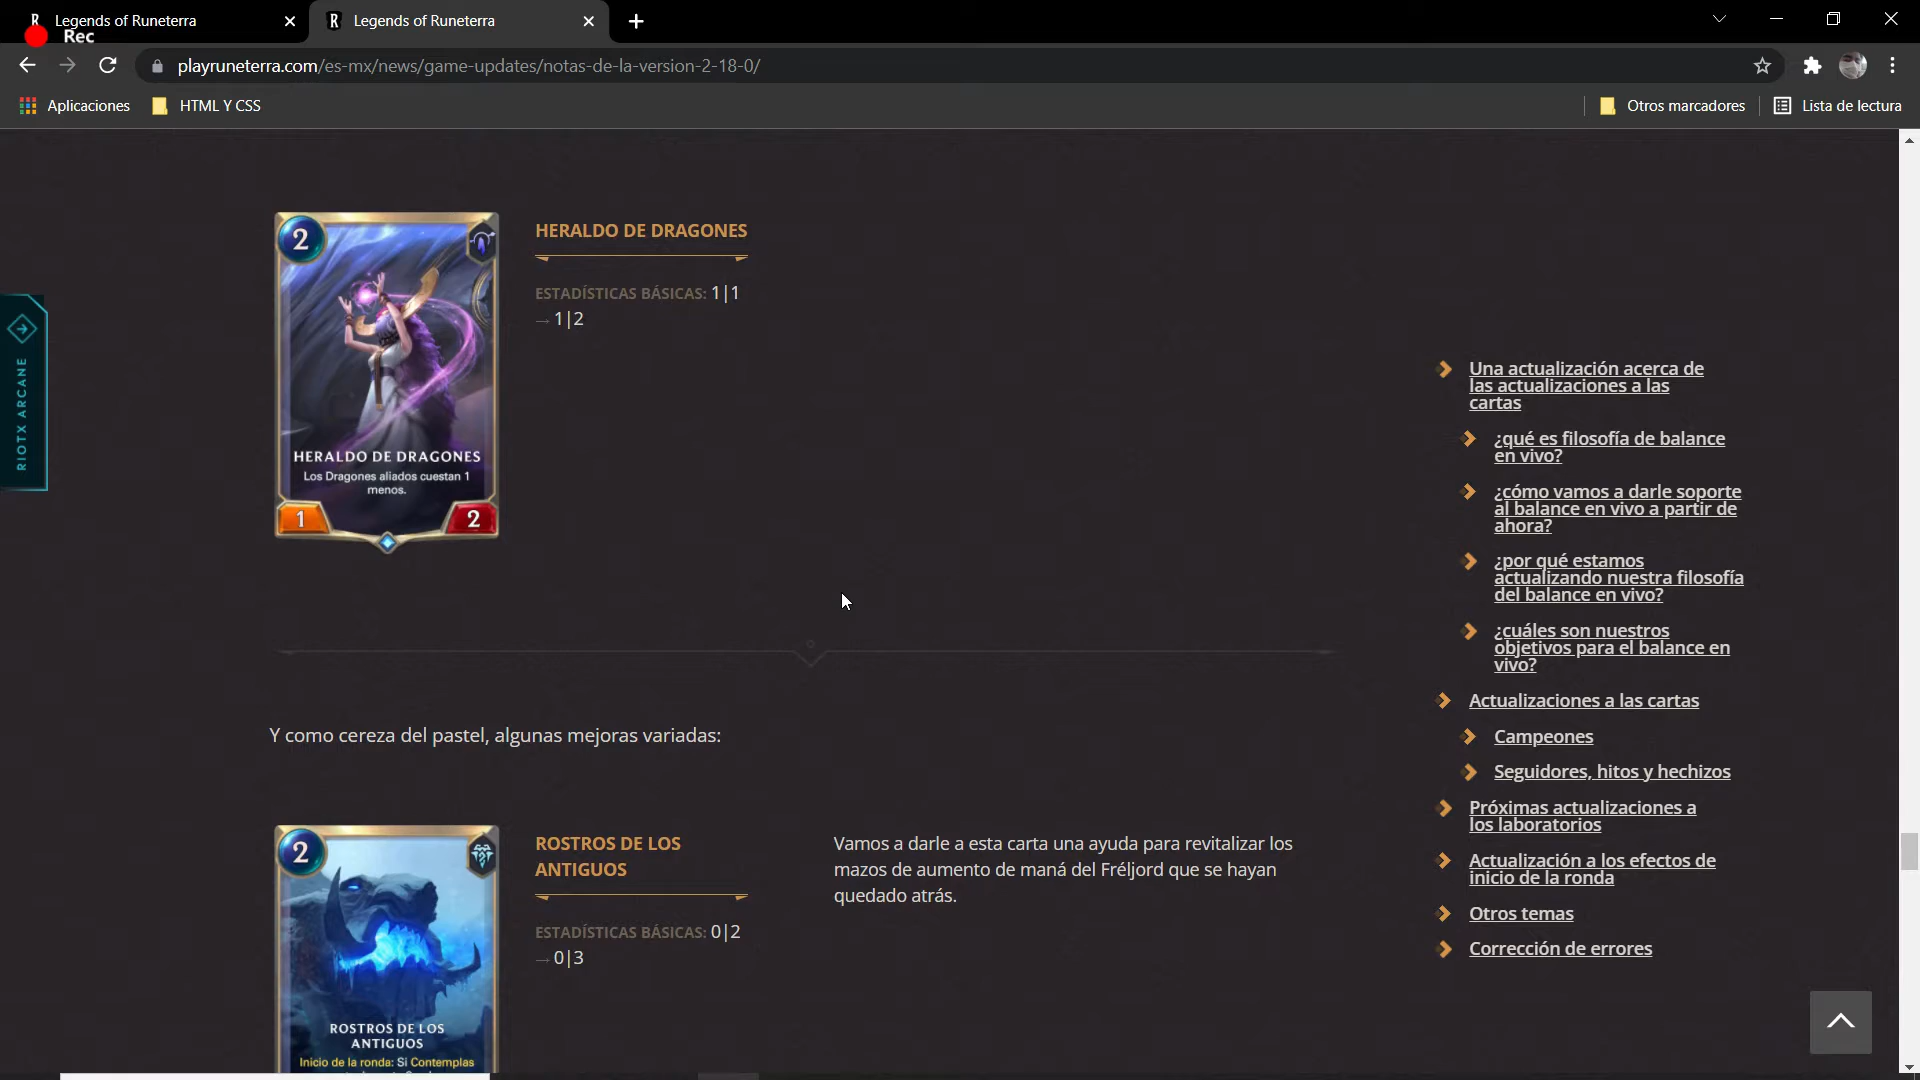 Legends of Runeterra
Legends of Runeterra
Rec
playruneterra.com/es-mx/news/game-updates/notas-de-la-version-2-18-0/
Aplicaciones
HTML Y CSS
Otros marcadores
Lista de lectura
RIOTX ARCANE
2
HERALDO DE DRAGONES
Los Dragones aliados cuestan 1
menos.
1
2
HERALDO DE DRAGONES
ESTADÍSTICAS BÁSICAS: 1|1
→ 1|2
Y como cereza del pastel, algunas mejoras variadas:
2
ROSTROS DE LOS
ANTIGUOS
Inicio de la ronda: Si Contemplas
ROSTROS DE LOS
ANTIGUOS
ESTADÍSTICAS BÁSICAS: 0|2
→ 0|3
Vamos a darle a esta carta una ayuda para revitalizar los
mazos de aumento de maná del Fréljord que se hayan
quedado atrás.
Una actualización acerca de
las actualizaciones a las
cartas
¿qué es filosofía de balance
en vivo?
¿cómo vamos a darle soporte
al balance en vivo a partir de
ahora?
¿por qué estamos
actualizando nuestra filosofía
del balance en vivo?
¿cuáles son nuestros
objetivos para el balance en
vivo?
Actualizaciones a las cartas
Campeones
Seguidores, hitos y hechizos
Próximas actualizaciones a
los laboratorios
Actualización a los efectos de
inicio de la ronda
Otros temas
Corrección de errores